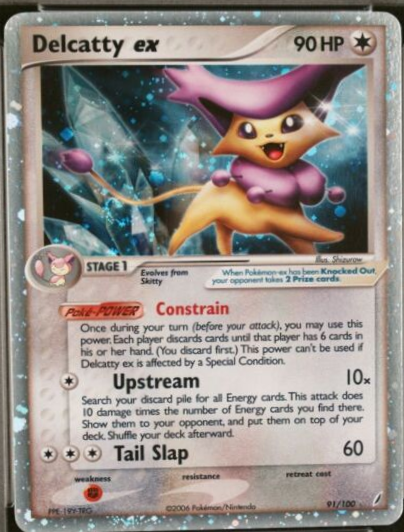 Delcatty ex 90 HP
Illus. Shizurow
STAGE 1 Evolves from Skitty
When Pokémon-ex has been Knocked Out, your opponent takes 2 Prize cards.
Poké-POWER Constrain
Once during your turn (before your attack), you may use this
power. Each player discards cards until that player has 6 cards in
his or her hand. (You discard first.) This power can't be used if
Delcatty ex is affected by a Special Condition.
Upstream 10x
Search your discard pile for all Energy cards. This attack does
10 damage times the number of Energy cards you find there.
Show them to your opponent, and put them on top of your
deck. Shuffle your deck afterward.
Tail Slap 60
weakness resistance retreat cost
©2006 Pokémon/Nintendo 91/100